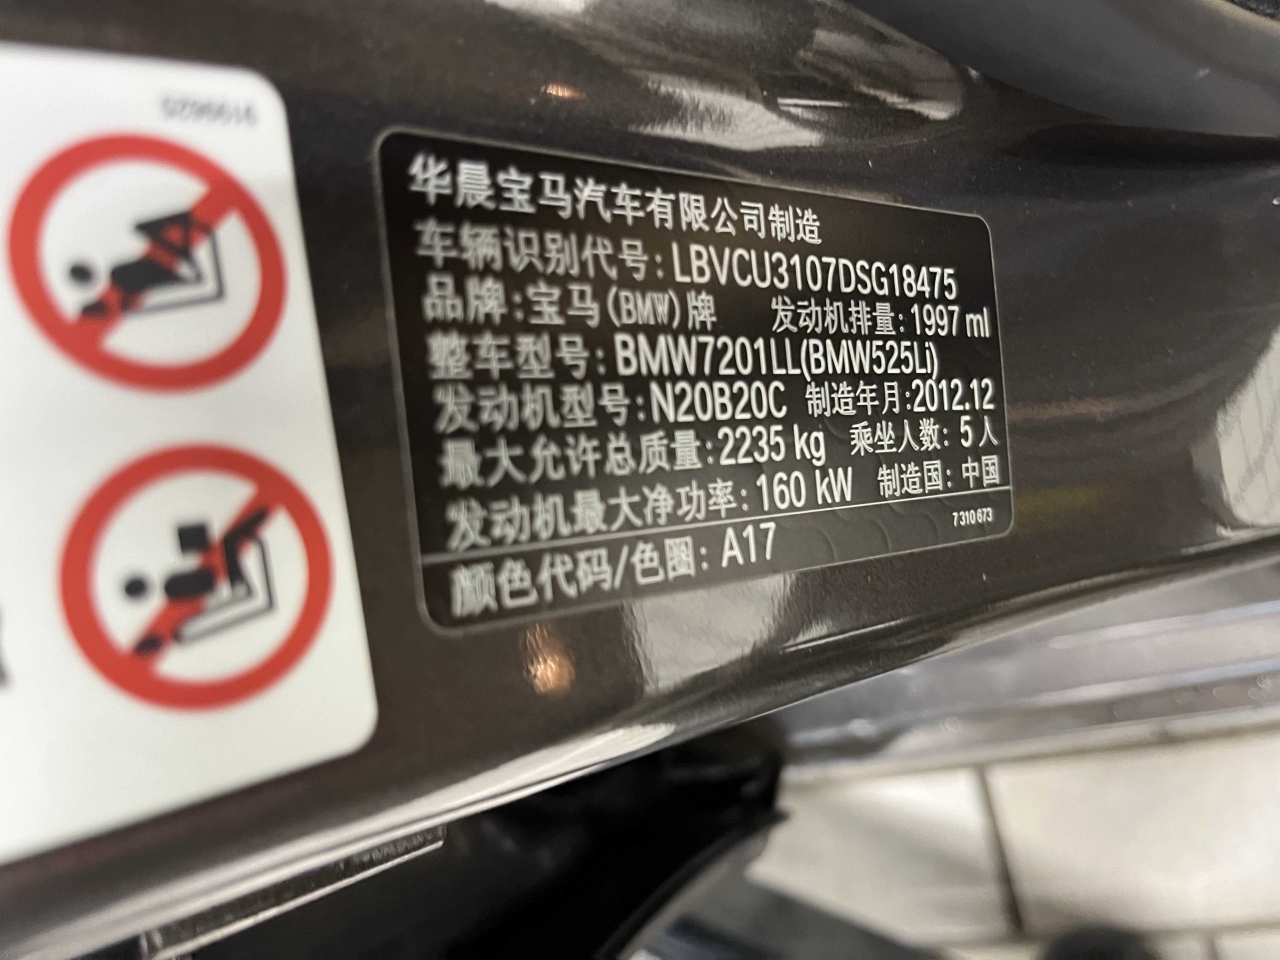 华晨宝马汽车有限公司制造
车辆识别代号:LBVCU3107DSG18475
品牌:宝马(BMW)牌 发动机排量:1997 ml
整车型号:BMW7201LL(BMW525Li)
发动机型号:N20B20C 制造年月:2012.12
最大允许总质量:2235 kg 乘坐人数: 5人
发动机最大净功率:160 kW 制造国: 中国
7310673
颜色代码/色圈: A17